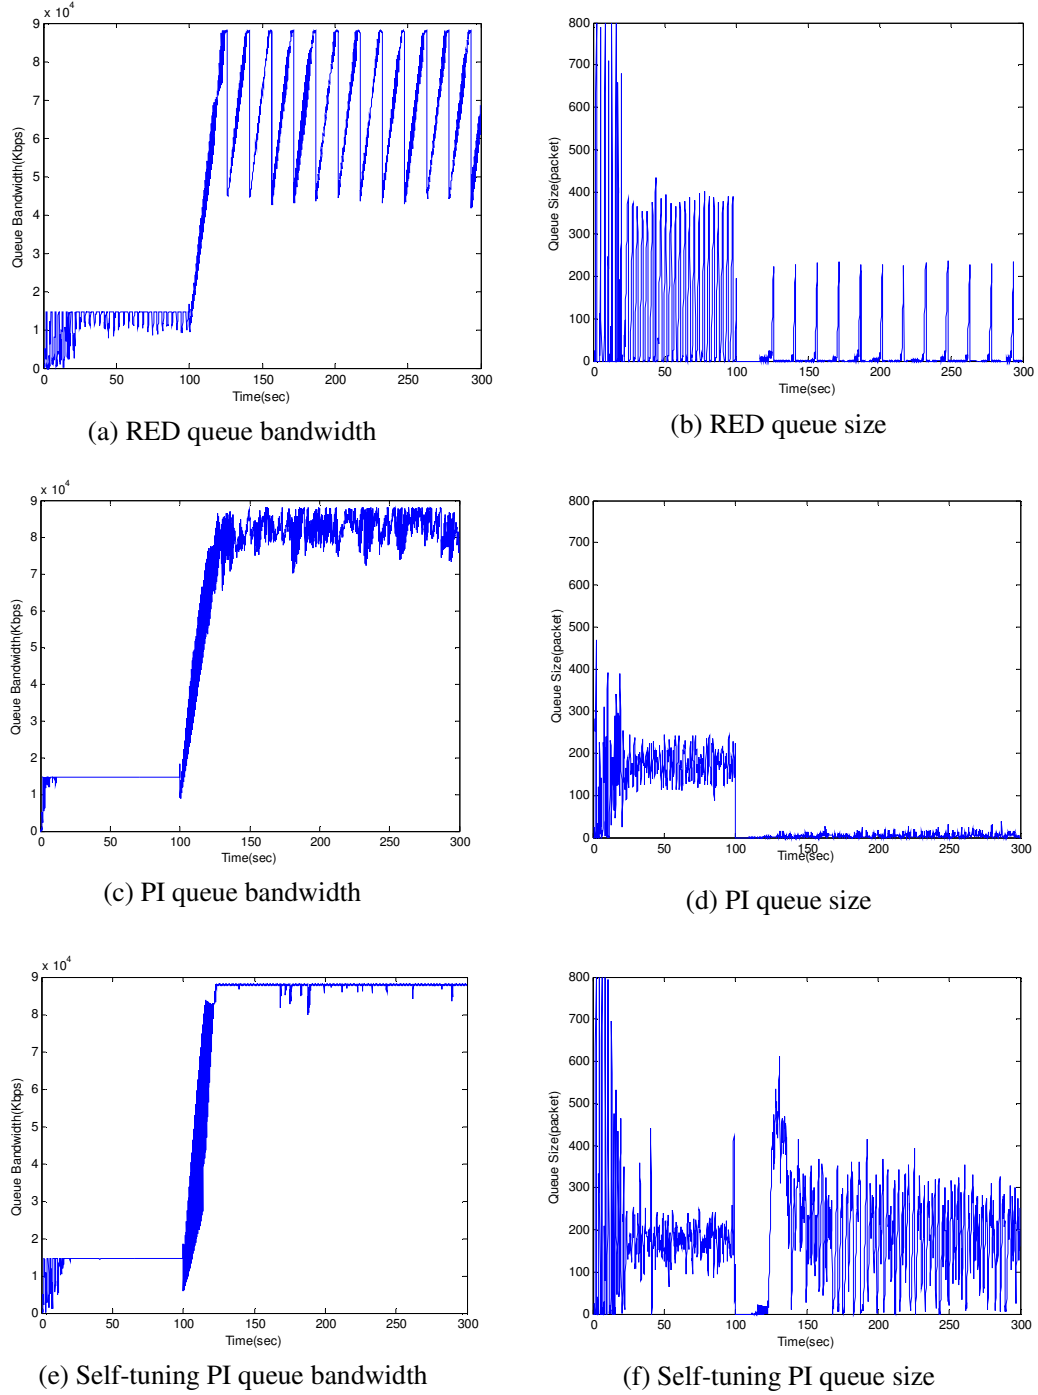 x 10⁴
9
8
7
6
5
4
3
2
1
0
Queue Bandwidth(Kbps)
0 50 100 150 200 250 300
Time(sec)
(a) RED queue bandwidth
800
700
600
500
400
300
200
100
0
Queue Size(packet)
0 50 100 150 200 250 300
Time(sec)
(b) RED queue size
x 10⁴
9
8
7
6
5
4
3
2
1
0
Queue Bandwidth(Kbps)
0 50 100 150 200 250 300
Time(sec)
(c) PI queue bandwidth
800
700
600
500
400
300
200
100
0
Queue Size(packet)
0 50 100 150 200 250 300
Time(sec)
(d) PI queue size
x 10⁴
9
8
7
6
5
4
3
2
1
0
Queue Bandwidth(Kbps)
0 50 100 150 200 250 300
Time(sec)
(e) Self-tuning PI queue bandwidth
800
700
600
500
400
300
200
100
0
Queue Size(packet)
0 50 100 150 200 250 300
Time(sec)
(f) Self-tuning PI queue size